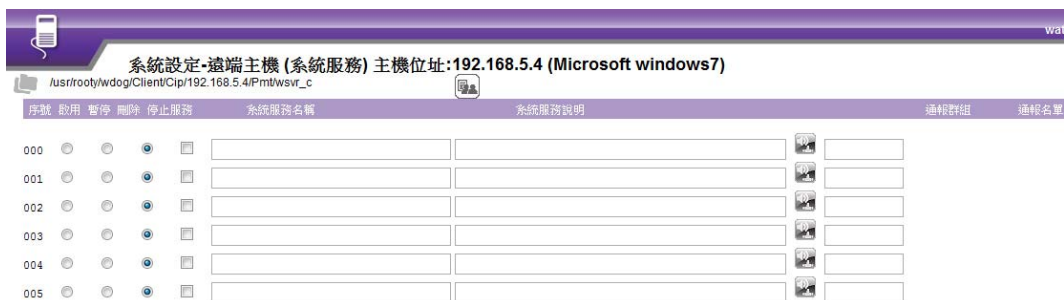 wat
系統設定-遠端主機 (系統服務) 主機位址:192.168.5.4 (Microsoft windows7)
/usr/rooty/wdog/Client/Cip/192.168.5.4/Pmt/wsvr_c
序號 啟用 暫停 刪除 停止服務 系統服務名稱 系統服務說明 通報群組 通報名單
000
001
002
003
004
005